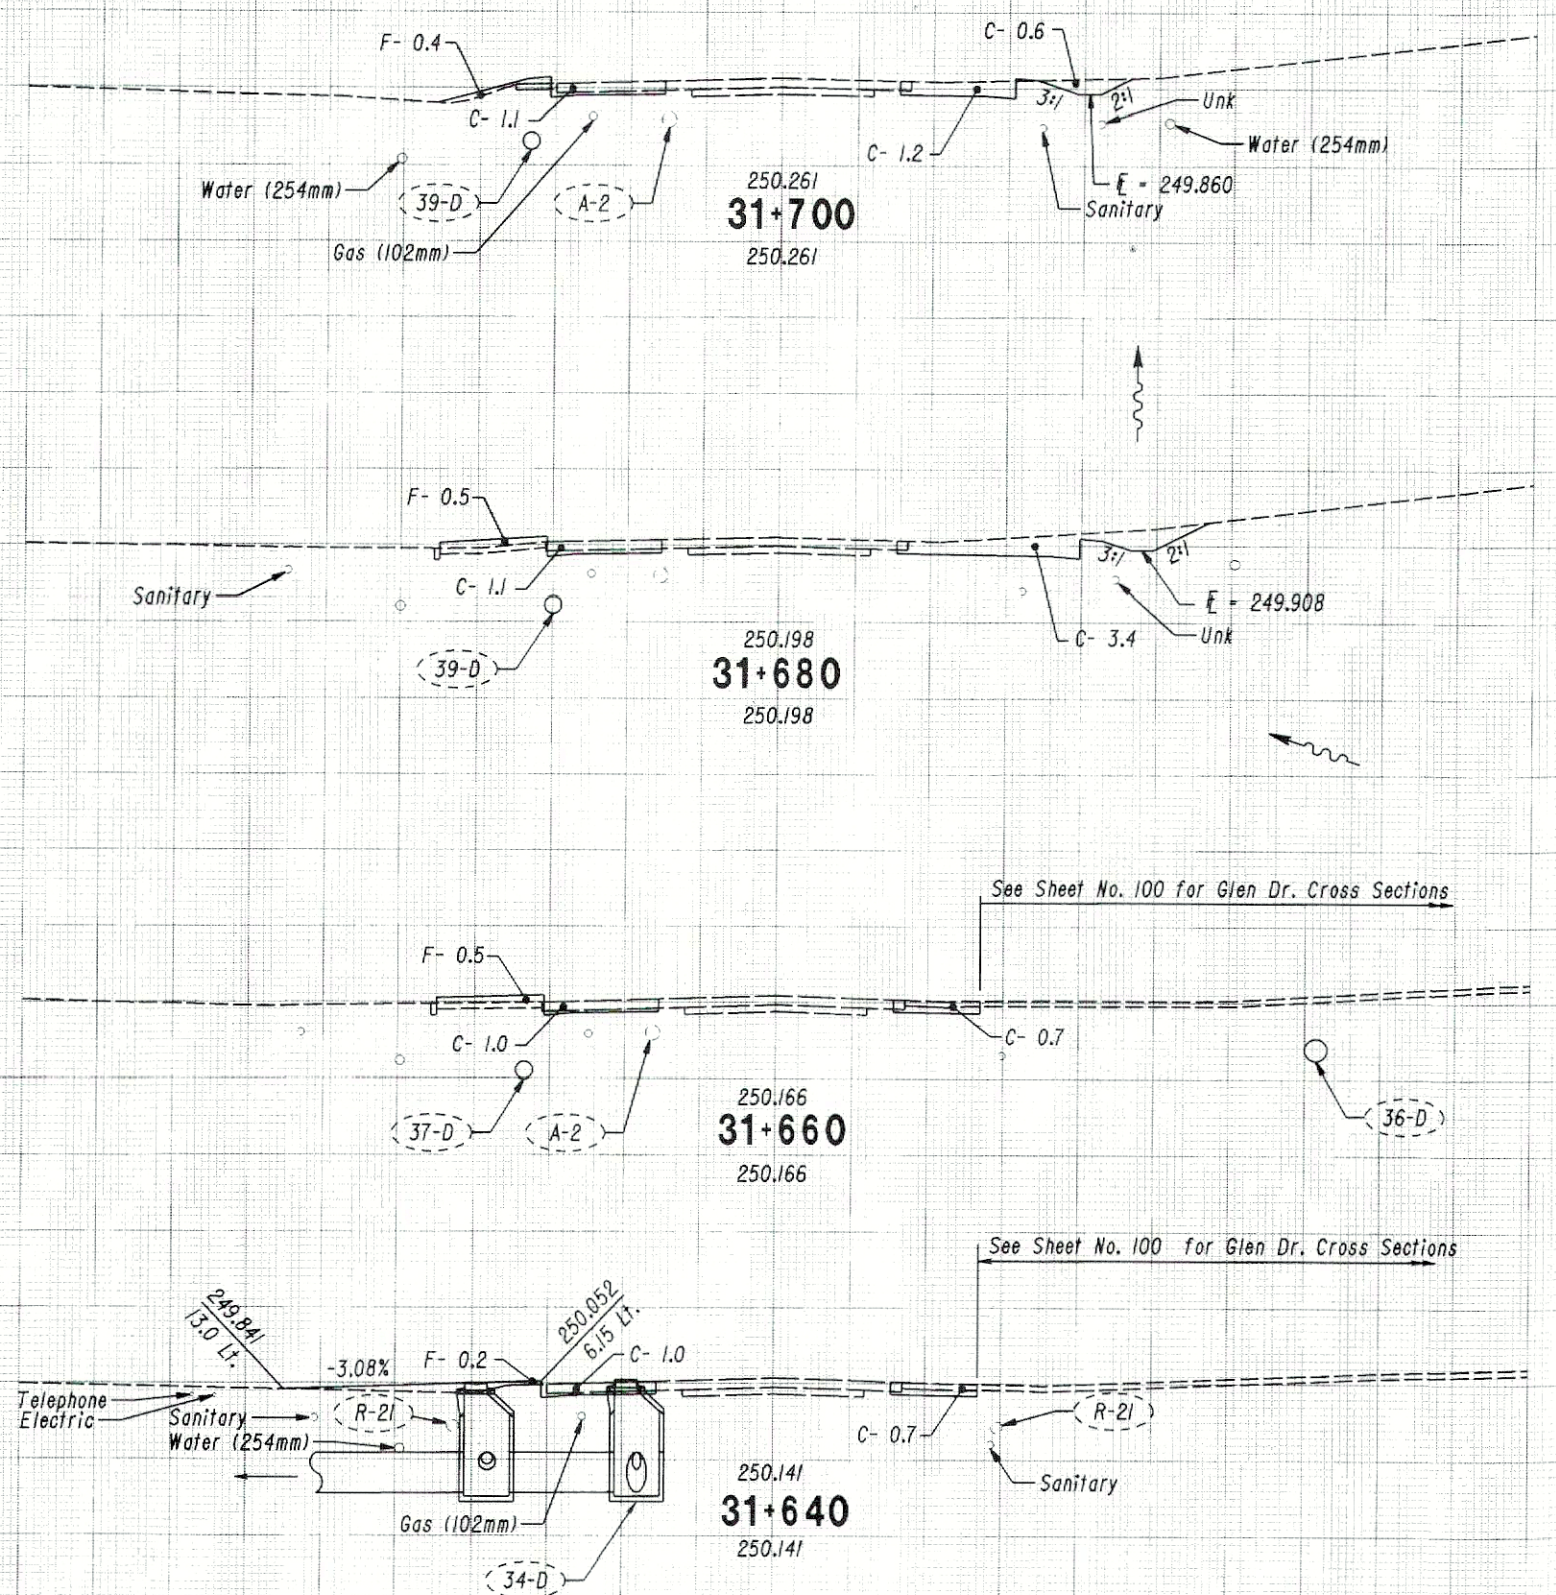 F- 0.4
C- 0.6
C- 1.1
3:1
2:1
Unk
C- 1.2
Water (254mm)
Water (254mm)
39-D
A-2
250.261
31+700
250.261
℄ - 249.860
Sanitary
Gas (102mm)
F- 0.5
Sanitary
C- 1.1
3:1
2:1
℄ - 249.908
39-D
250.198
31+680
250.198
C- 3.4
Unk
See Sheet No. 100 for Glen Dr. Cross Sections
F- 0.5
C- 1.0
C- 0.7
37-D
A-2
250.166
31+660
250.166
36-D
See Sheet No. 100 for Glen Dr. Cross Sections
249.841
13.0 Lt.
250.052
6.15 Lt.
-3.08%
F- 0.2
C- 1.0
Telephone
Electric
Sanitary
Water (254mm)
R-21
C- 0.7
R-21
Sanitary
Gas (102mm)
250.141
31+640
250.141
34-D